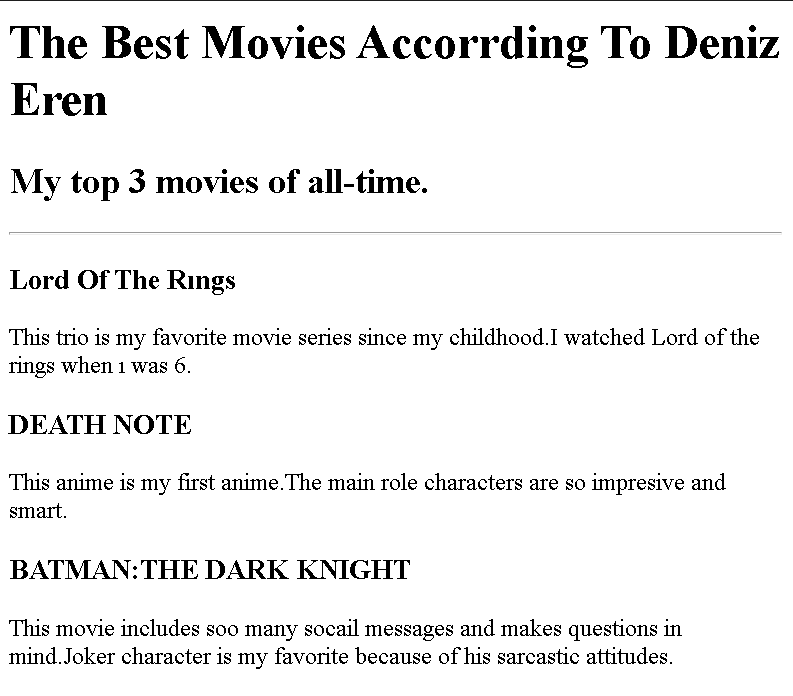 The Best Movies Accorrding To Deniz
Eren
My top 3 movies of all-time.
Lord Of The Rıngs
This trio is my favorite movie series since my childhood.I watched Lord of the
rings when ı was 6.
DEATH NOTE
This anime is my first anime.The main role characters are so impresive and
smart.
BATMAN:THE DARK KNIGHT
This movie includes soo many socail messages and makes questions in
mind.Joker character is my favorite because of his sarcastic attitudes.